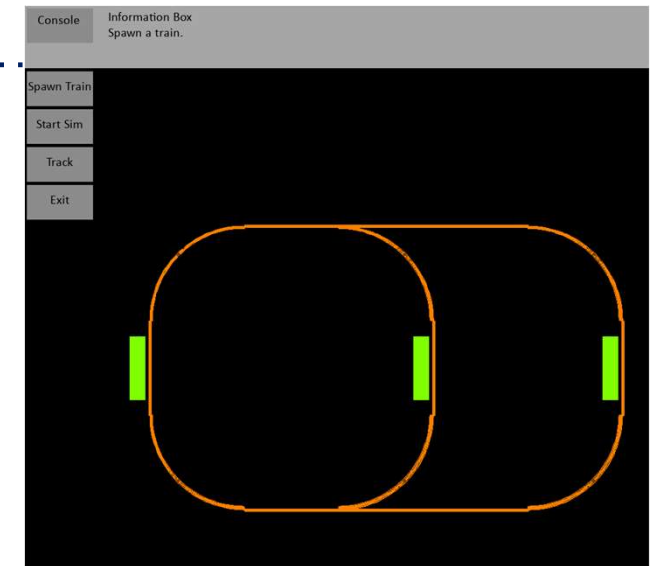 Console
Information Box
Spawn a train.
Spawn Train
Start Sim
Track
Exit